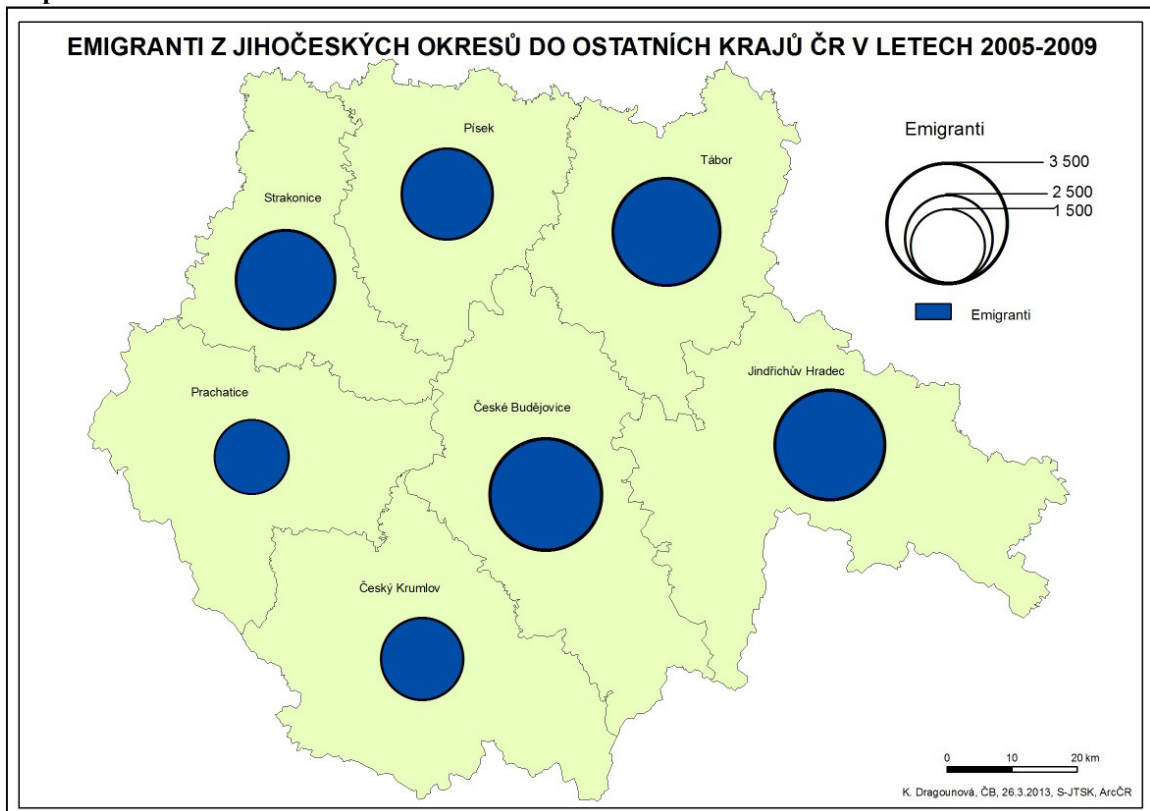 EMIGRANTI Z JIHOČESKÝCH OKRESŮ DO OSTATNÍCH KRAJŮ ČR V LETECH 2005-2009
Písek
Emigranti
3 500
Tábor
2 500
Strakonice
1 500
Emigranti
Jindřichův Hradec
Prachatice
České Budějovice
Český Krumlov
0 10 20 km
K. Dragounová, ČB, 26.3.2013, S-JTSK, ArcČR